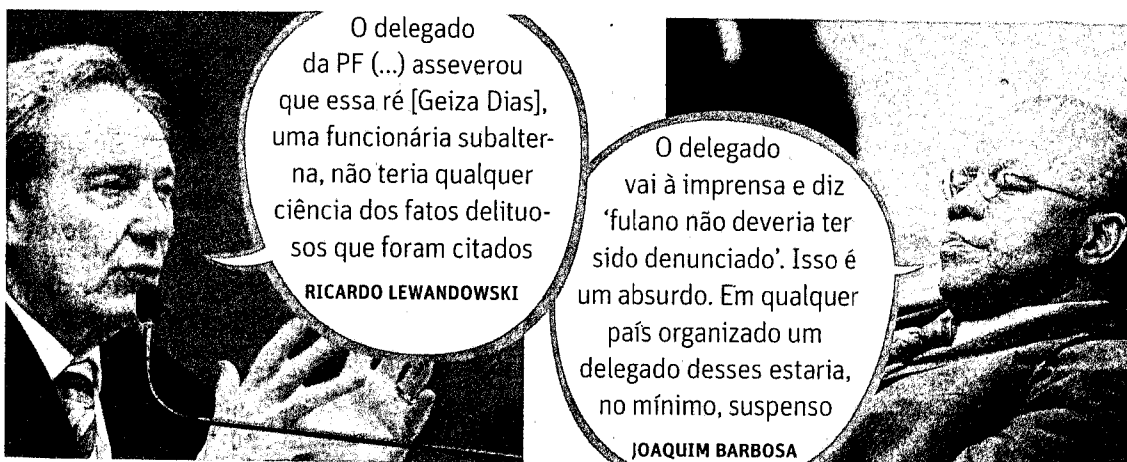 O delegado
da PF (...) asseverou
que essa ré [Geiza Dias],
uma funcionária subalter-
na, não teria qualquer
ciência dos fatos delituo-
sos que foram citados
RICARDO LEWANDOWSKI
O delegado
vai à imprensa e diz
‘fulano não deveria ter
sido denunciado’. Isso é
um absurdo. Em qualquer
país organizado um
delegado desses estaria,
no mínimo, suspenso
JOAQUIM BARBOSA